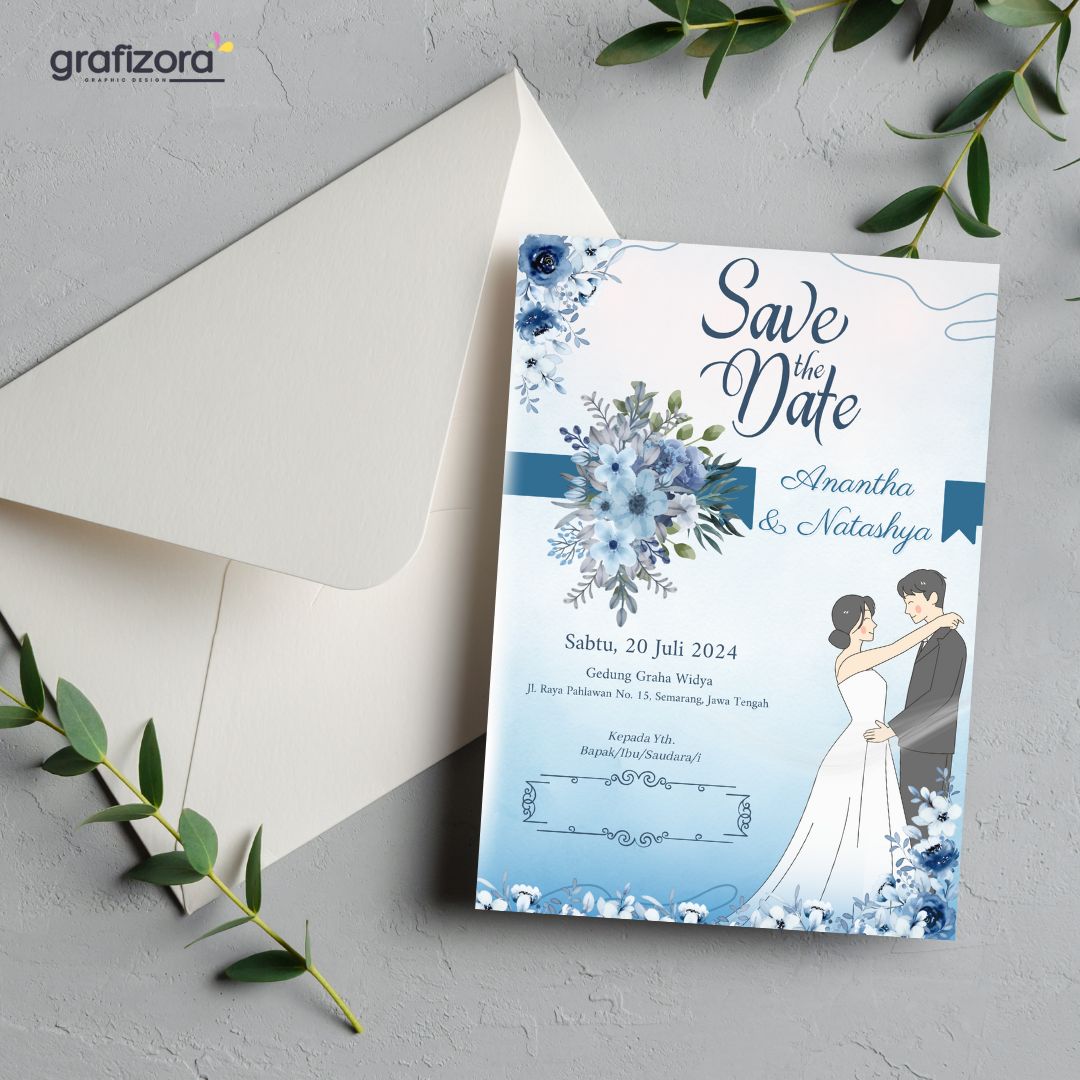 grafizora
GRAPHIC DESIGN
Save
the
Date
Anantha
& Natashya
Sabtu, 20 Juli 2024
Gedung Graha Widya
Jl. Raya Pahlawan No. 15, Semarang, Jawa Tengah
Kepada Yth.
Bapak/Ibu/Saudara/i